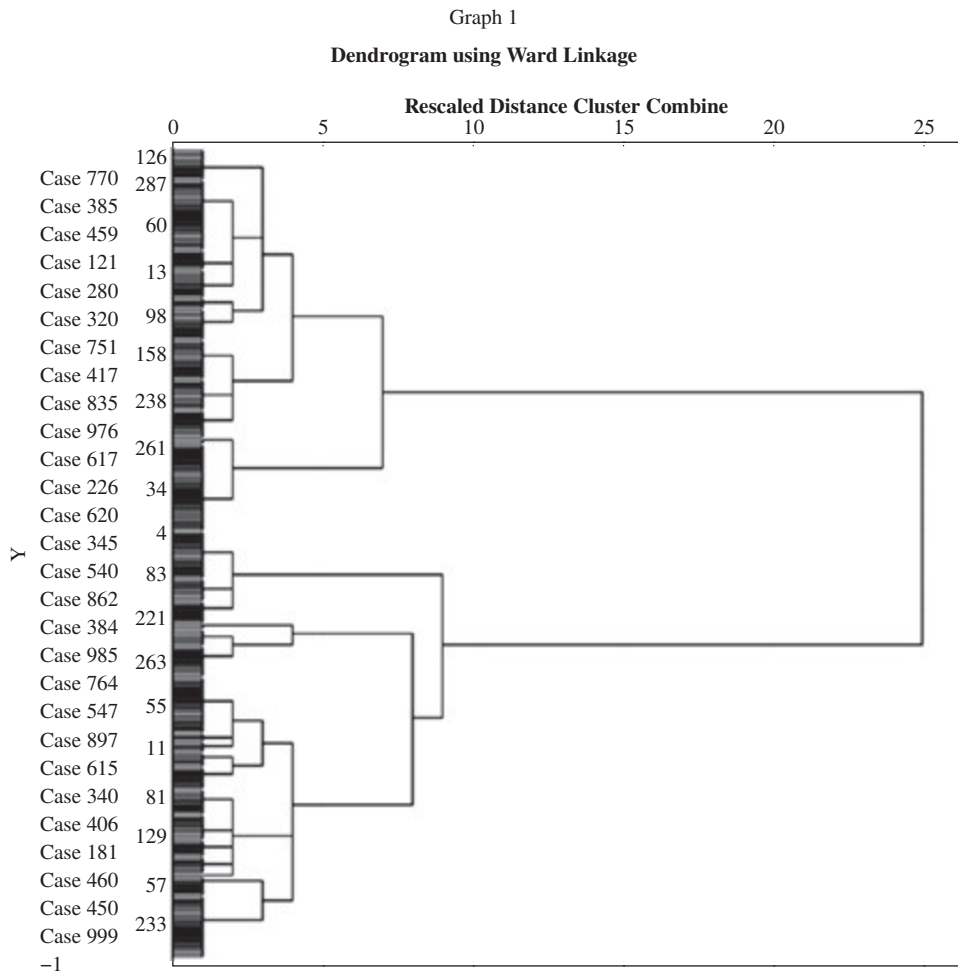 Graph 1
Dendrogram using Ward Linkage
Rescaled Distance Cluster Combine
0 5 10 15 20 25
126
Case 770 287
Case 385
60
Case 459
Case 121
13
Case 280
Case 320 98
Case 751
158
Case 417
Case 835 238
Case 976
261
Case 617
Case 226 34
Case 620
4
Case 345
Y
Case 540 83
Case 862
221
Case 384
Case 985 263
Case 764
55
Case 547
Case 897 11
Case 615
Case 340 81
Case 406
129
Case 181
Case 460 57
Case 450
233
Case 999
-1